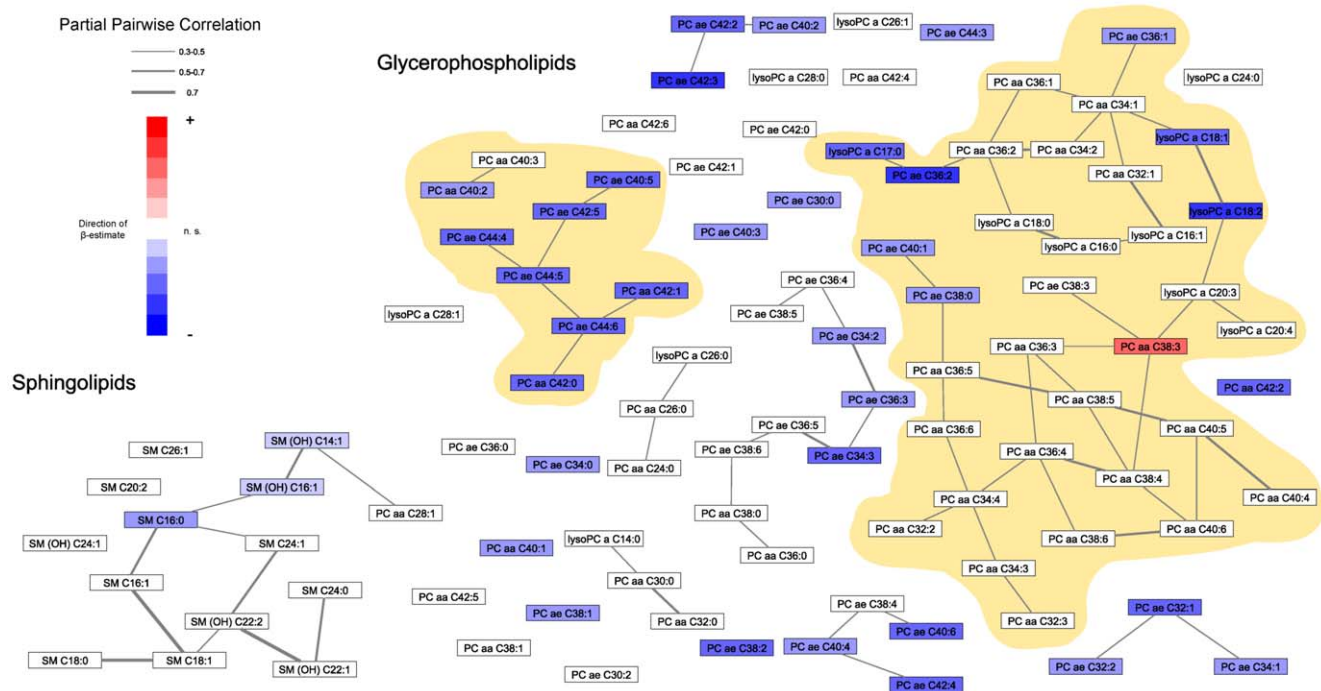 Partial Pairwise Correlation
0.3-0.5
0.5-0.7
0.7
+
Direction of
β-estimate
n. s.
-
Glycerophospholipids
PC ae C42:2
PC ae C40:2
lysoPC a C26:1
PC ae C44:3
PC ae C36:1
PC ae C42:3
lysoPC a C28:0
PC aa C42:4
PC aa C36:1
lysoPC a C24:0
PC aa C34:1
PC aa C42:6
PC ae C42:0
lysoPC a C18:1
PC aa C40:3
lysoPC a C17:0
PC aa C36:2
PC aa C34:2
PC ae C42:1
PC aa C40:2
PC ae C40:5
PC ae C36:2
PC aa C32:1
PC ae C30:0
PC ae C42:5
lysoPC a C18:2
PC ae C44:4
PC ae C40:3
lysoPC a C18:0
lysoPC a C16:1
lysoPC a C16:0
PC ae C40:1
PC ae C44:5
PC ae C36:4
PC ae C38:3
PC aa C42:1
PC ae C38:0
lysoPC a C20:3
lysoPC a C28:1
PC ae C38:5
PC ae C44:6
lysoPC a C20:4
PC ae C34:2
PC aa C36:3
PC aa C38:3
lysoPC a C26:0
PC aa C42:0
PC aa C36:5
PC aa C42:2
PC aa C38:5
PC ae C36:3
PC aa C26:0
PC ae C36:5
PC aa C36:6
PC aa C40:5
PC ae C36:0
PC ae C38:6
PC aa C36:4
PC ae C34:0
PC aa C24:0
PC ae C34:3
PC aa C38:4
PC aa C34:4
PC aa C40:4
PC aa C38:0
PC aa C32:2
PC aa C40:6
PC aa C38:6
PC aa C40:1
lysoPC a C14:0
PC aa C36:0
PC aa C34:3
PC aa C30:0
PC aa C42:5
PC ae C38:1
PC aa C32:0
PC ae C38:4
PC aa C32:3
PC ae C32:1
PC ae C40:6
PC aa C38:1
PC ae C38:2
PC ae C40:4
PC ae C32:2
PC ae C34:1
PC ae C30:2
PC ae C42:4
Sphingolipids
SM (OH) C14:1
SM C26:1
SM C20:2
SM (OH) C16:1
SM C16:0
PC aa C28:1
SM (OH) C24:1
SM C24:1
SM C16:1
SM C24:0
SM (OH) C22:2
SM C18:0
SM C18:1
SM (OH) C22:1